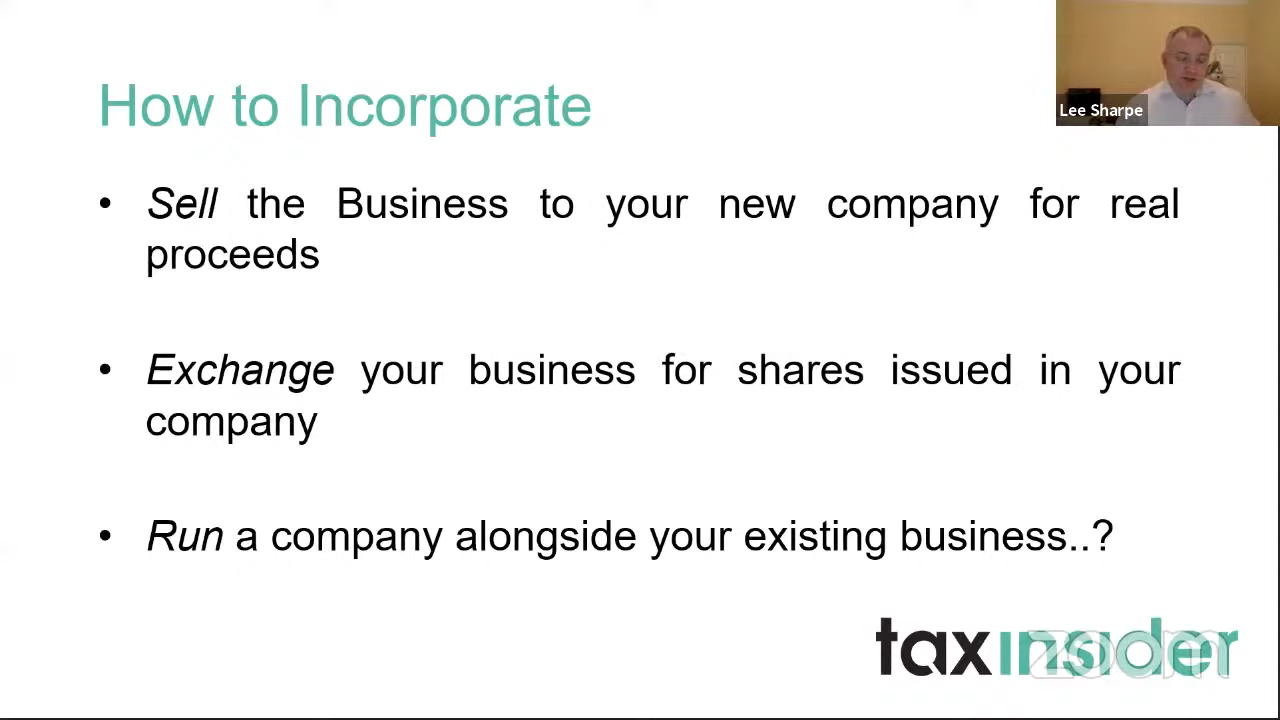 How to Incorporate
Lee Sharpe
• Sell the Business to your new company for real
proceeds
• Exchange your business for shares issued in your
company
• Run a company alongside your existing business..?
taxinsider
zoom